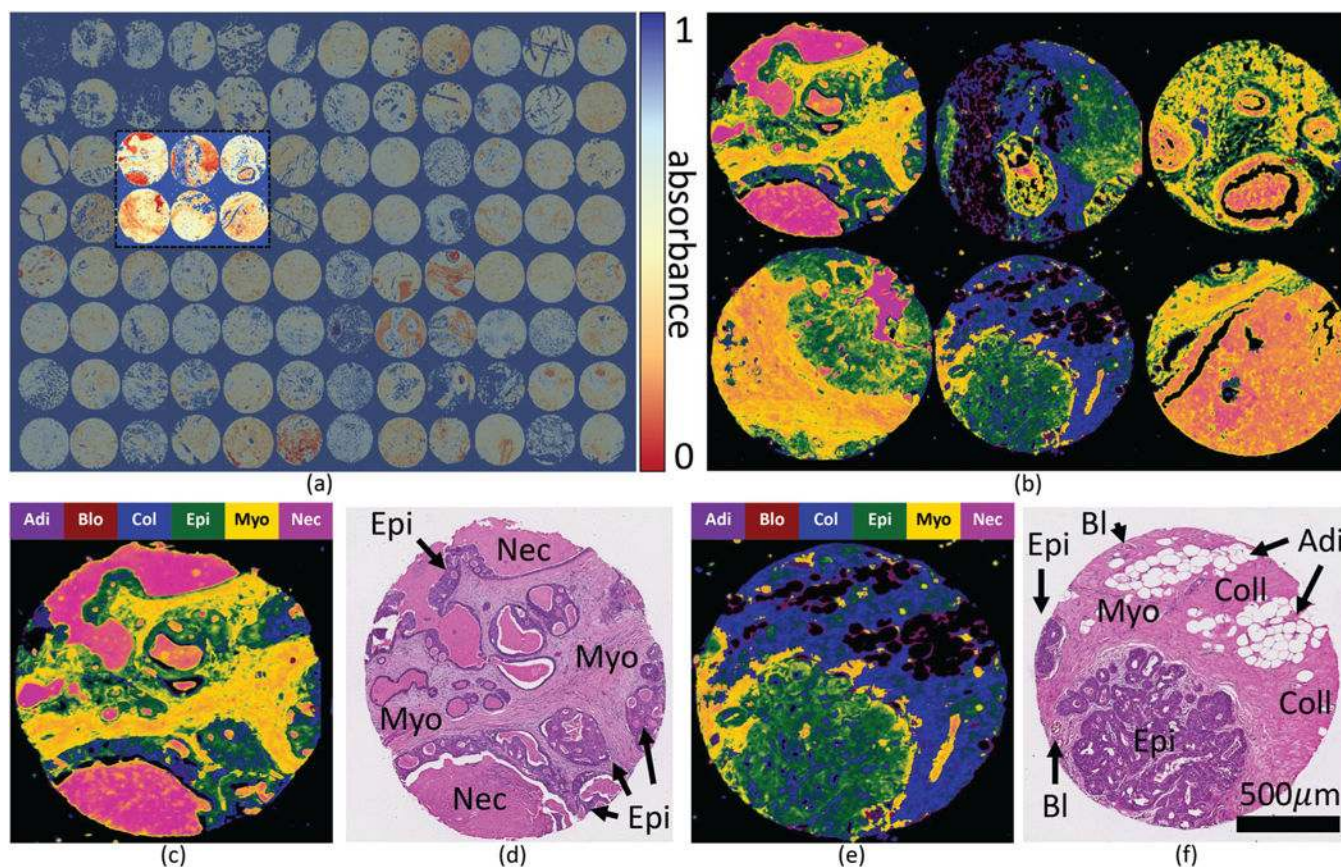 1
absorbance
0
(a)
(b)
Adi Blo Col Epi Myo Nec
Epi
Nec
Myo
Myo
Nec
Epi
(c)
(d)
Adi Blo Col Epi Myo Nec
Bl
Epi
Adi
Coll
Myo
Coll
Epi
Bl
500μm
(e)
(f)